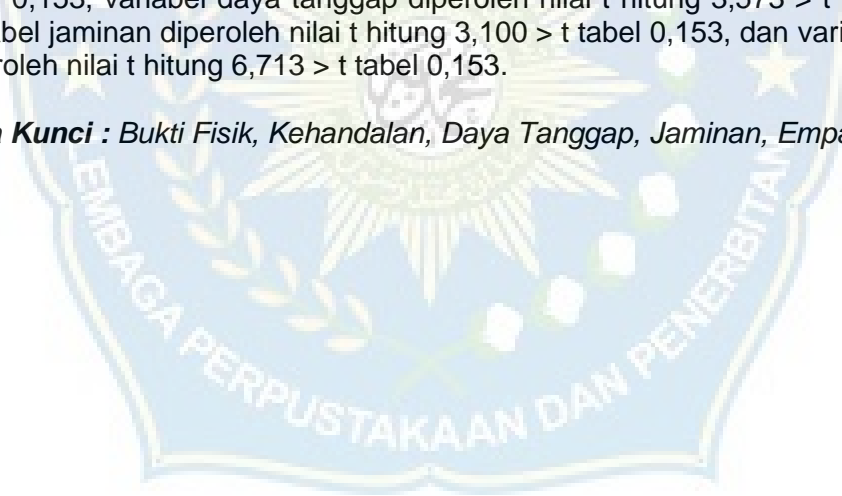 0,153, variabel daya tanggap diperoleh nilai t hitung 3,573 > t
bel jaminan diperoleh nilai t hitung 3,100 > t tabel 0,153, dan vari
roleh nilai t hitung 6,713 > t tabel 0,153.
Kunci : Bukti Fisik, Kehandalan, Daya Tanggap, Jaminan, Empa
LEMBAGA PERPUSTAKAAN DAN PENERBITAN